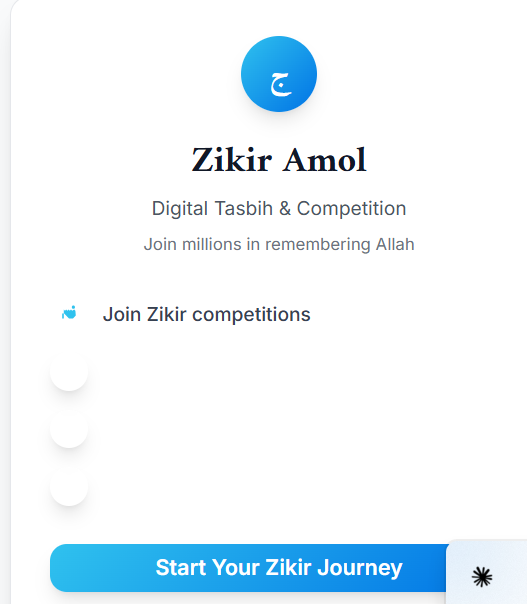 ج
Zikir Amol
Digital Tasbih & Competition
Join millions in remembering Allah
Join Zikir competitions
Start Your Zikir Journey